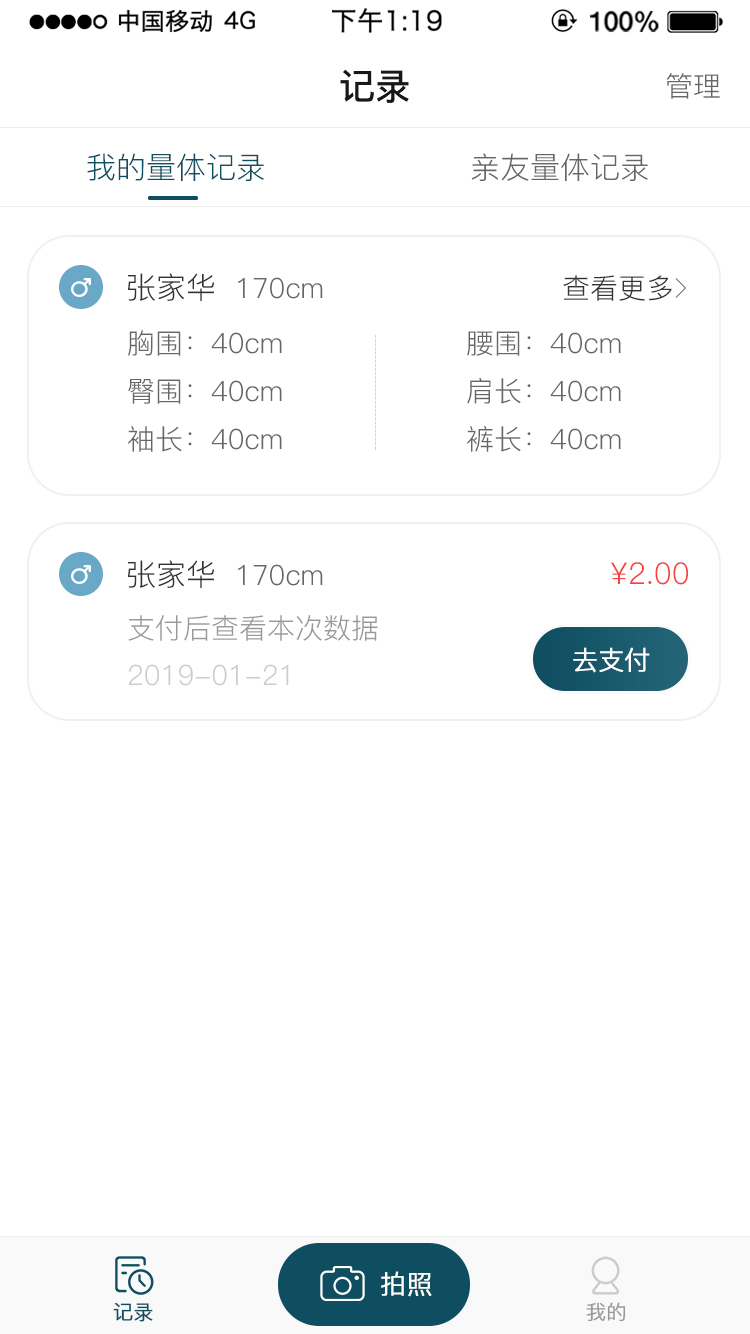 中国移动 4G 下午1:19 100%
记录 管理
我的量体记录 亲友量体记录
张家华 170cm 查看更多
胸围：40cm 腰围：40cm
臀围：40cm 肩长：40cm
袖长：40cm 裤长：40cm
张家华 170cm ¥2.00
支付后查看本次数据
去支付
2019-01-21
记录 拍照 我的